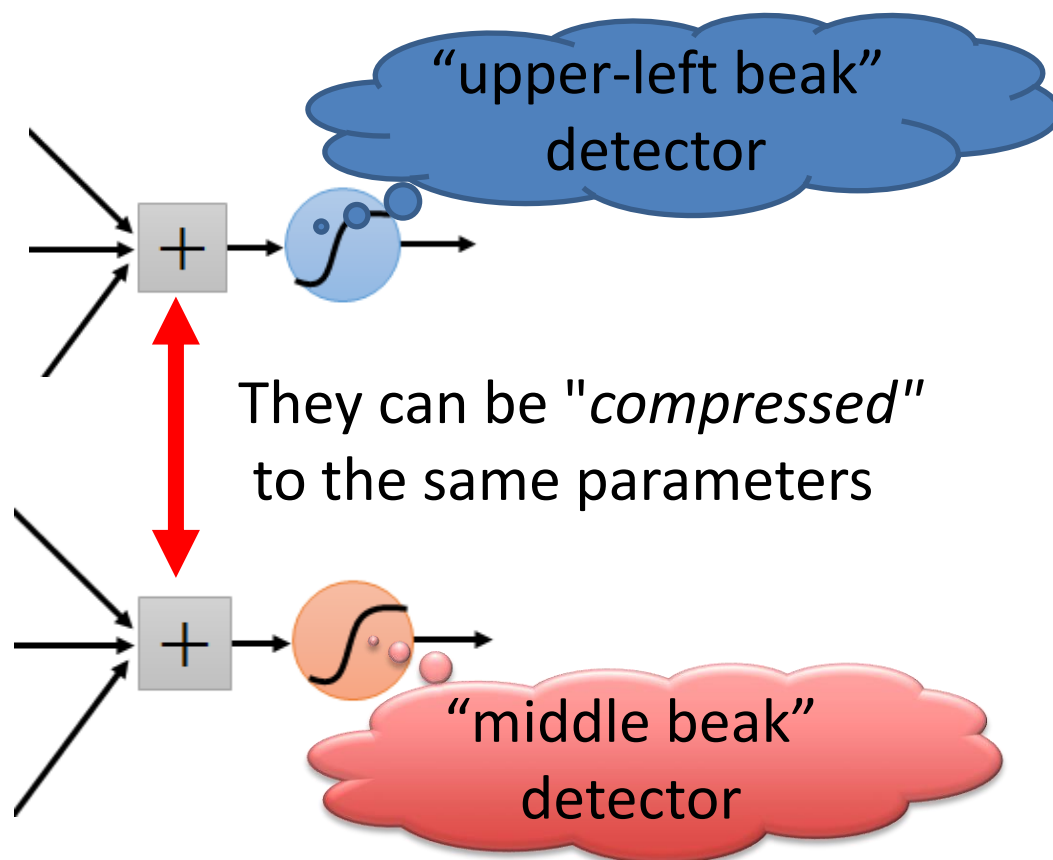 “upper-left beak”
detector
+
They can be "compressed"
to the same parameters
+
“middle beak”
detector